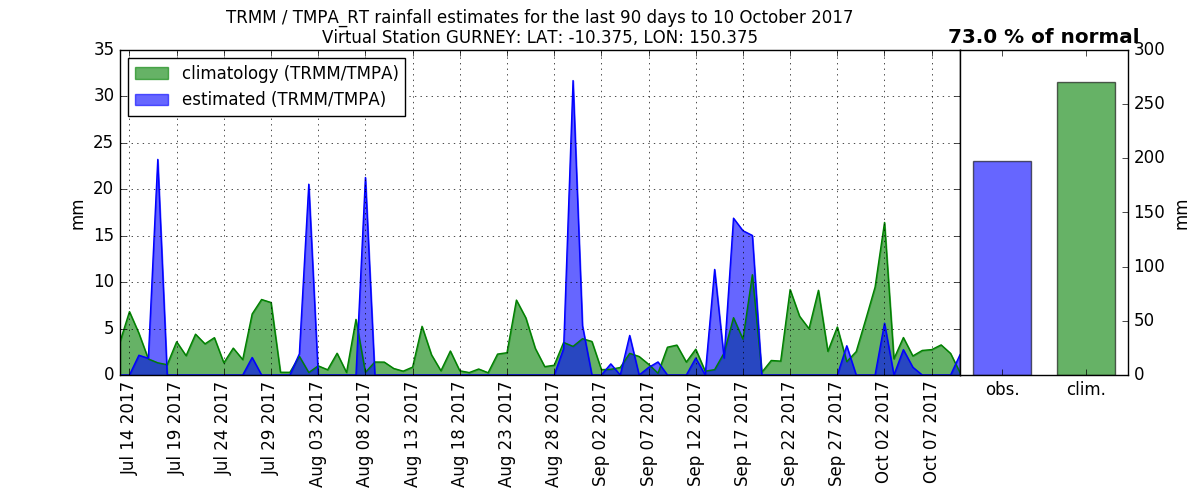 TRMM / TMPA_RT rainfall estimates for the last 90 days to 10 October 2017
Virtual Station GURNEY: LAT: -10.375, LON: 150.375
73.0 % of normal
climatology (TRMM/TMPA)
estimated (TRMM/TMPA)
35
30
25
20
15
10
5
0
mm
Jul 14 2017
Jul 19 2017
Jul 24 2017
Jul 29 2017
Aug 03 2017
Aug 08 2017
Aug 13 2017
Aug 18 2017
Aug 23 2017
Aug 28 2017
Sep 02 2017
Sep 07 2017
Sep 12 2017
Sep 17 2017
Sep 22 2017
Sep 27 2017
Oct 02 2017
Oct 07 2017
obs.
clim.
300
250
200
150
100
50
0
mm